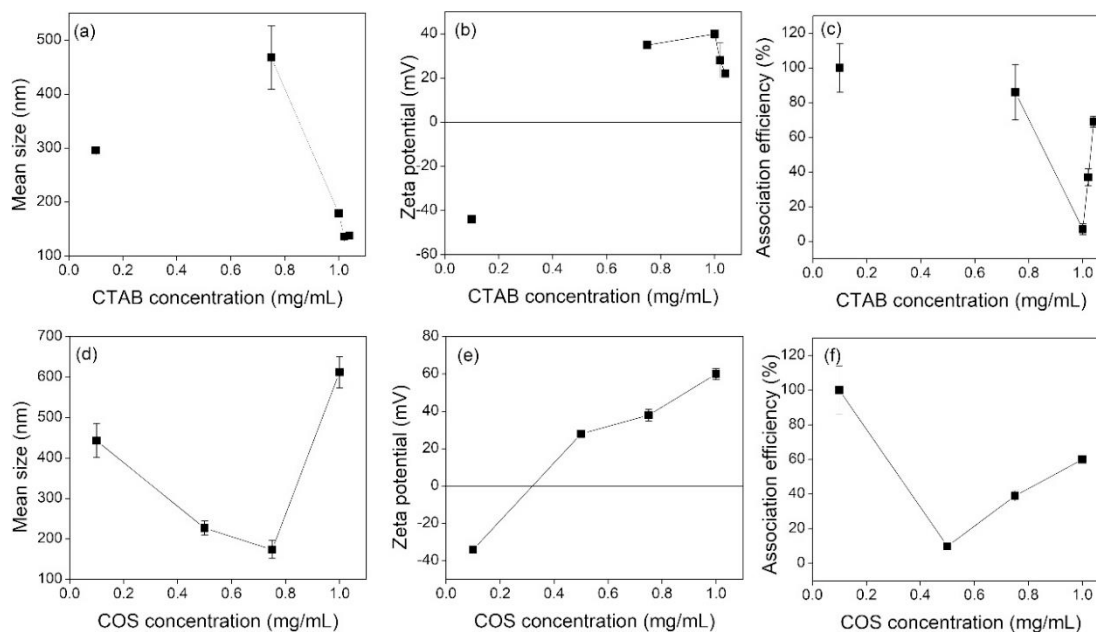 (a)
Mean size (nm)
500
400
300
200
100
0.0 0.2 0.4 0.6 0.8 1.0
CTAB concentration (mg/mL)
(b)
Zeta potential (mV)
40
20
0
-20
-40
-60
0.0 0.2 0.4 0.6 0.8 1.0
CTAB concentration (mg/mL)
(c)
Association efficiency (%)
120
100
80
60
40
20
0
0.0 0.2 0.4 0.6 0.8 1.0
CTAB concentration (mg/mL)
(d)
Mean size (nm)
700
600
500
400
300
200
100
0.0 0.2 0.4 0.6 0.8 1.0
COS concentration (mg/mL)
(e)
Zeta potential (mV)
80
60
40
20
0
-20
-40
0.0 0.2 0.4 0.6 0.8 1.0
COS concentration (mg/mL)
(f)
Association efficiency (%)
120
100
80
60
40
20
0
0.0 0.2 0.4 0.6 0.8 1.0
COS concentration (mg/mL)